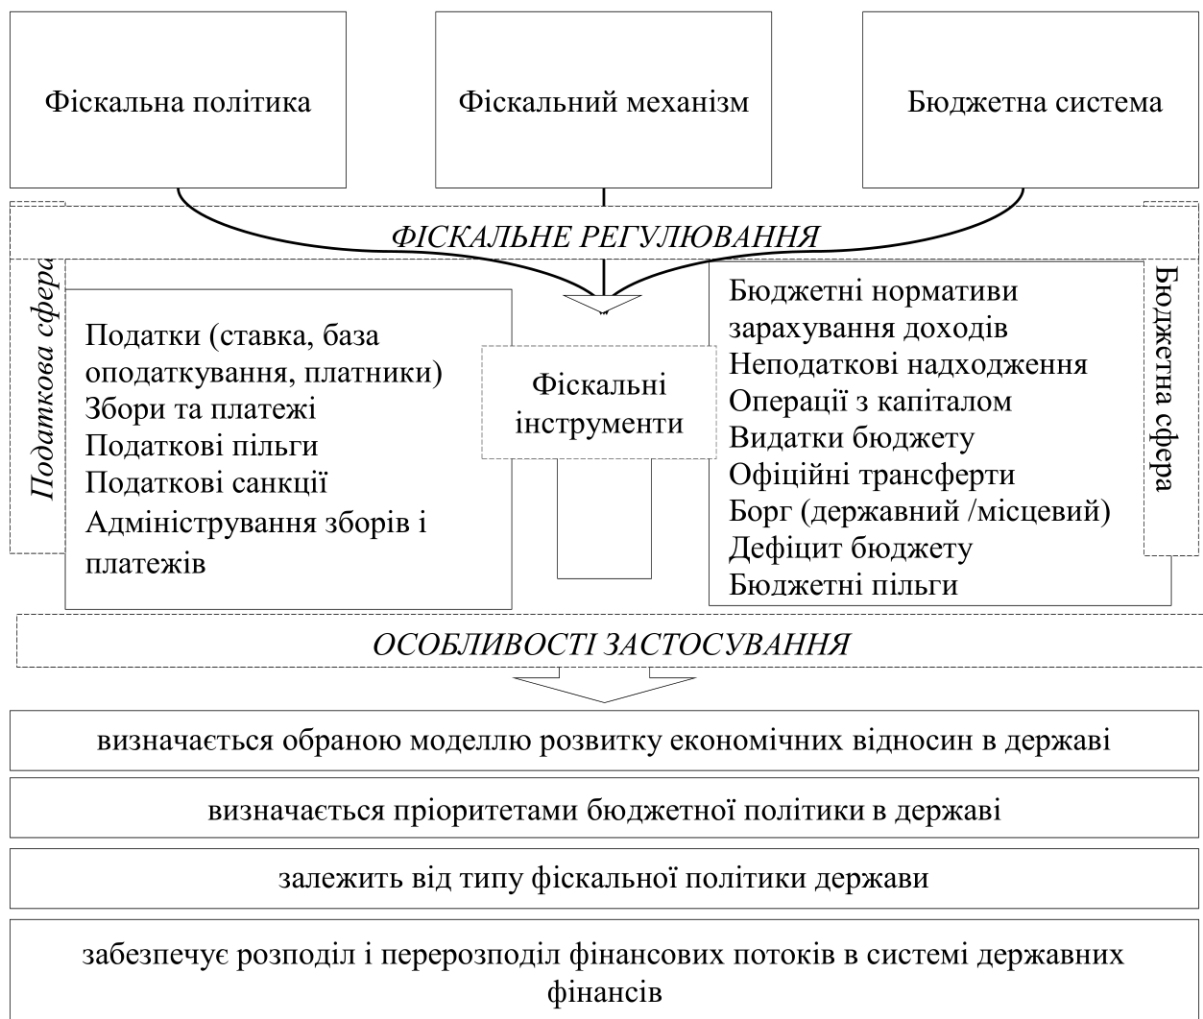 Фіскальна політика
Фіскальний механізм
Бюджетна система
ФІСКАЛЬНЕ РЕГУЛЮВАННЯ
Податкова сфера
Податки (ставка, база
оподаткування, платники)
Збори та платежі
Податкові пільги
Податкові санкції
Адміністрування зборів і
платежів
Фіскальні
інструменти
Бюджетні нормативи
зарахування доходів
Неподаткові надходження
Операції з капіталом
Видатки бюджету
Офіційні трансферти
Борг (державний /місцевий)
Дефіцит бюджету
Бюджетні пільги
Бюджетна сфера
ОСОБЛИВОСТІ ЗАСТОСУВАННЯ
визначається обраною моделлю розвитку економічних відносин в державі
визначається пріоритетами бюджетної політики в державі
залежить від типу фіскальної політики держави
забезпечує розподіл і перерозподіл фінансових потоків в системі державних
фінансів